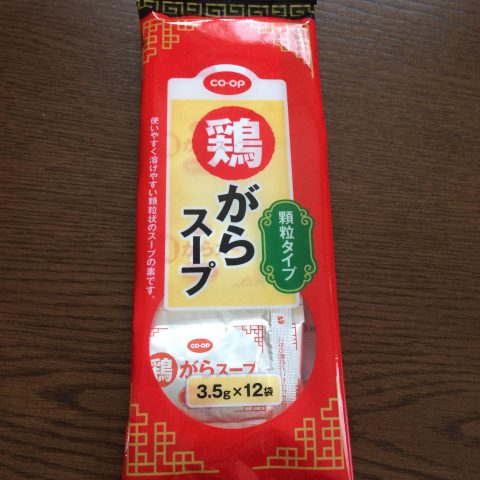 CO・OP
鶏
がら
スープ
顆粒タイプ
使いやすく溶けやすい顆粒状のスープの素です。
CO・OP
鶏がらスープ
3.5g×12袋